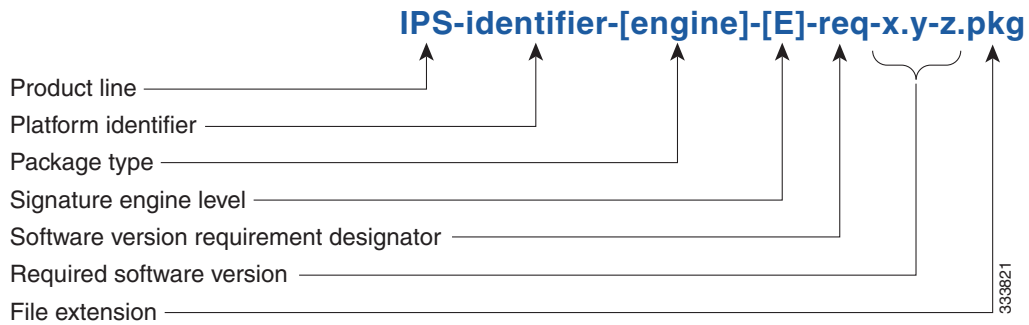 IPS-identifier-[engine]-[E]-req-x.y-z.pkg
Product line
Platform identifier
Package type
Signature engine level
Software version requirement designator
Required software version
File extension
333821